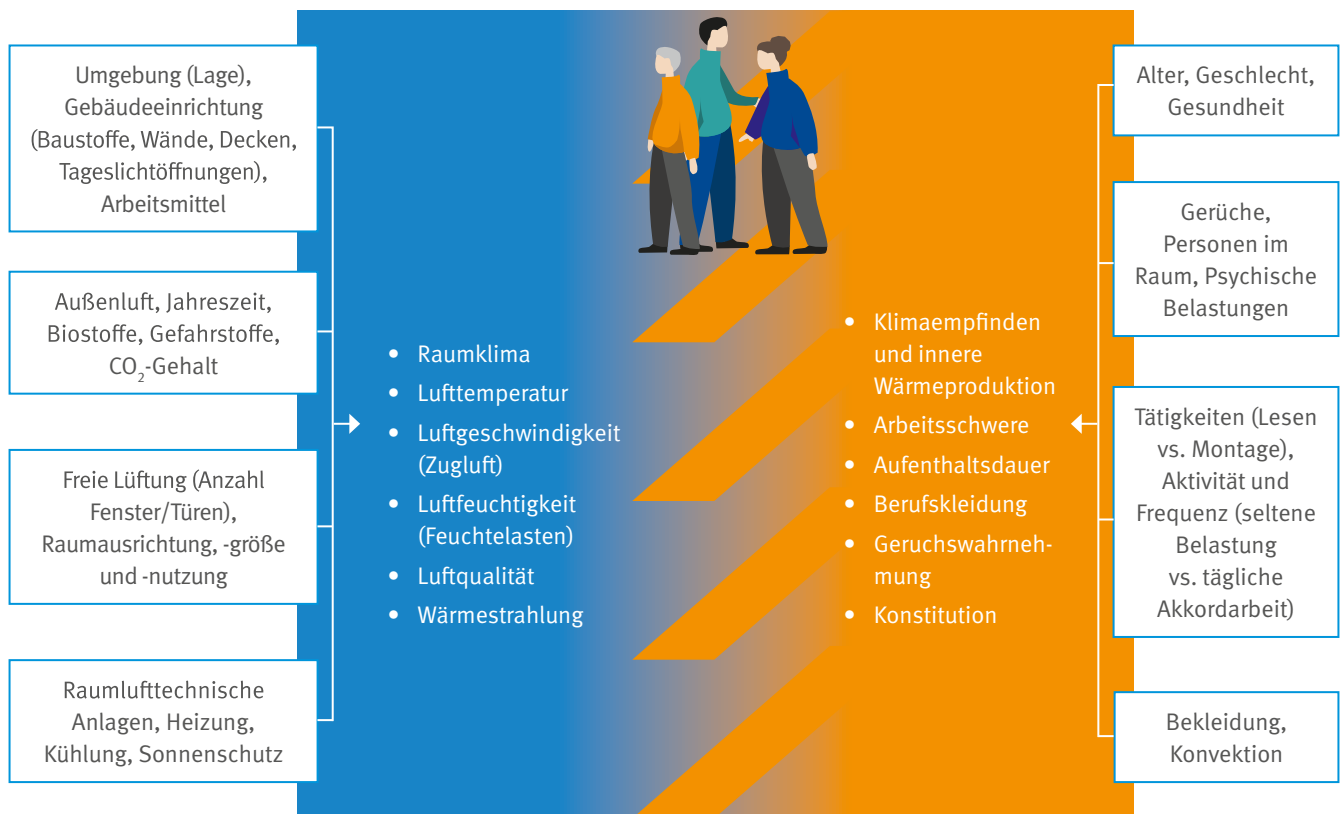 Umgebung (Lage),
Gebäudeeinrichtung
(Baustoffe, Wände, Decken,
Tageslichtöffnungen),
Arbeitsmittel
Außenluft, Jahreszeit,
Biostoffe, Gefahrstoffe,
CO₂-Gehalt
Freie Lüftung (Anzahl
Fenster/Türen),
Raumausrichtung, -größe
und -nutzung
Raumlufttechnische
Anlagen, Heizung,
Kühlung, Sonnenschutz
• Raumklima
• Lufttemperatur
• Luftgeschwindigkeit
(Zugluft)
• Luftfeuchtigkeit
(Feuchtelasten)
• Luftqualität
• Wärmestrahlung
• Klimaempfinden
und innere
Wärmeproduktion
• Arbeitsschwere
• Aufenthaltsdauer
• Berufskleidung
• Geruchswahrneh-
mung
• Konstitution
Alter, Geschlecht,
Gesundheit
Gerüche,
Personen im
Raum, Psychische
Belastungen
Tätigkeiten (Lesen
vs. Montage),
Aktivität und
Frequenz (seltene
Belastung
vs. tägliche
Akkordarbeit)
Bekleidung,
Konvektion